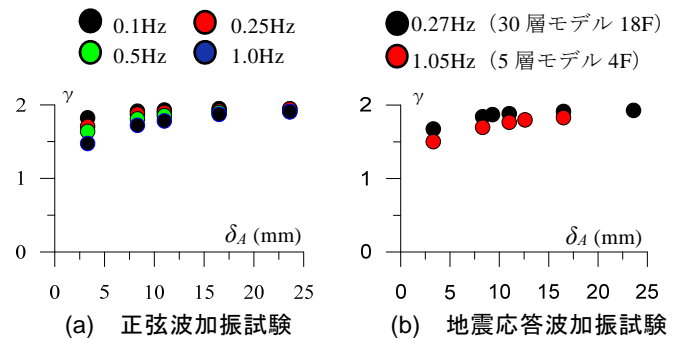 0.1Hz 0.25Hz
0.5Hz 1.0Hz
γ
2
1
0
0 5 10 15 20 25
δA (mm)
(a) 正弦波加振試験
0.27Hz（30 層モデル 18F）
1.05Hz（5 層モデル 4F）
γ
2
1
0
0 5 10 15 20 25
δA (mm)
(b) 地震応答波加振試験